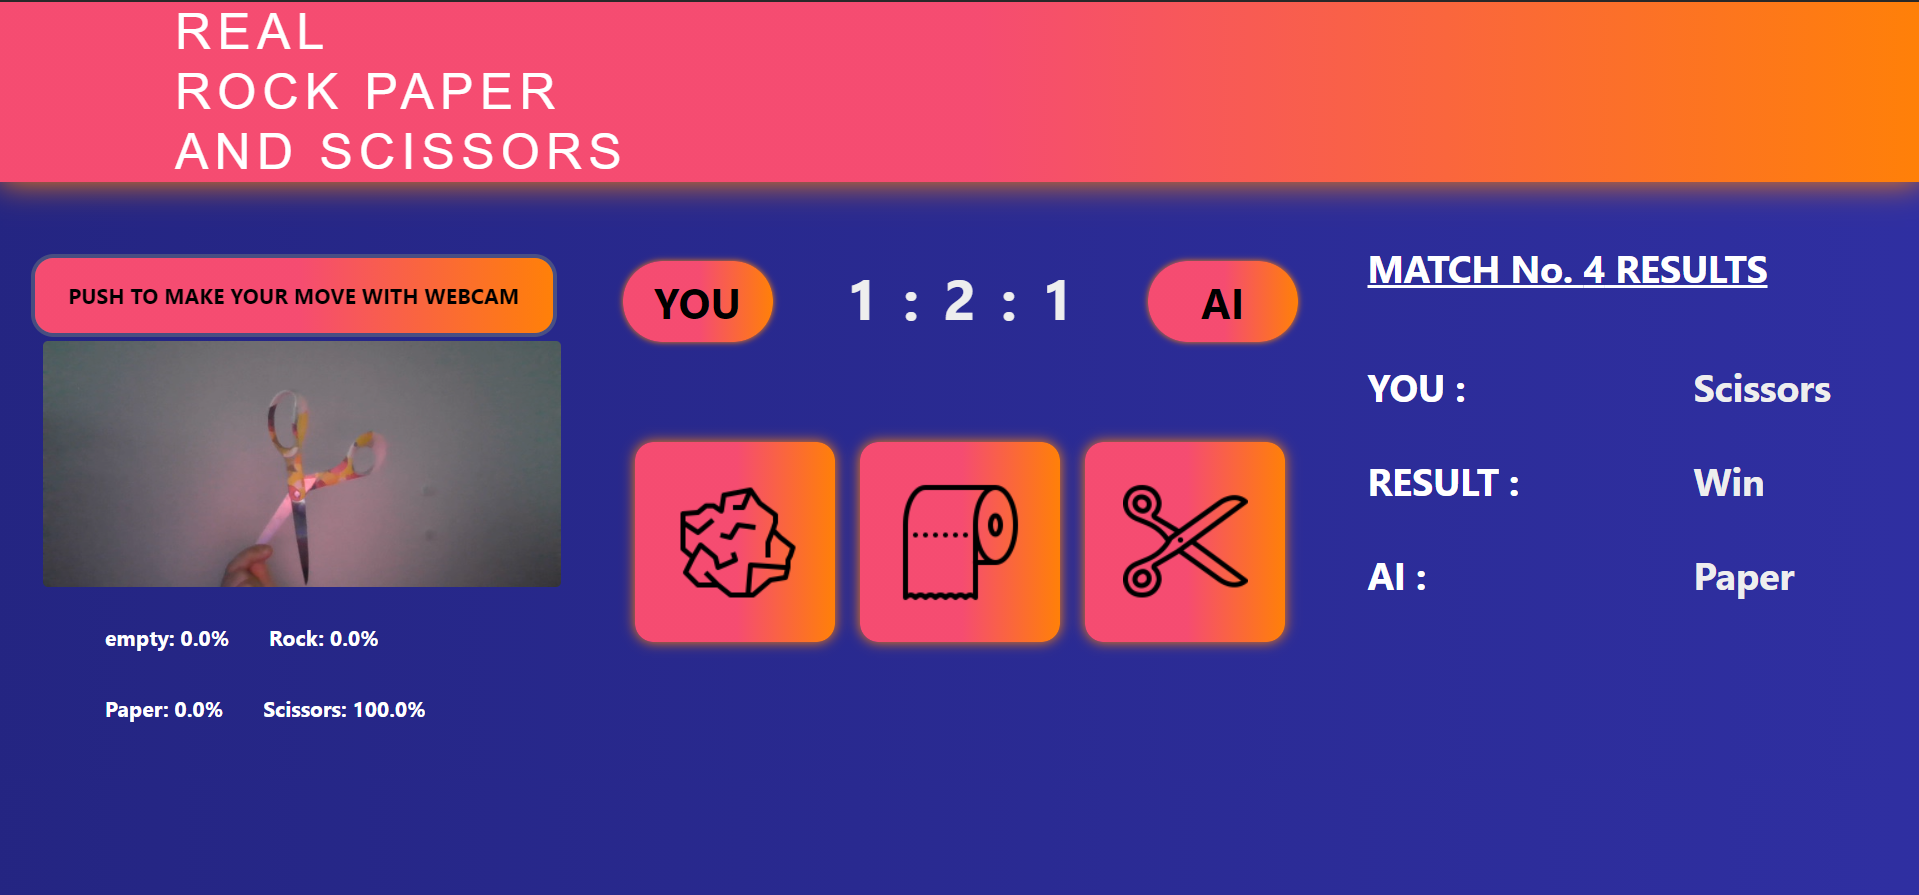 REAL
ROCK PAPER
AND SCISSORS
PUSH TO MAKE YOUR MOVE WITH WEBCAM
empty: 0.0% Rock: 0.0%
Paper: 0.0% Scissors: 100.0%
YOU 1 : 2 : 1 AI
MATCH No. 4 RESULTS
YOU : Scissors
RESULT : Win
AI : Paper